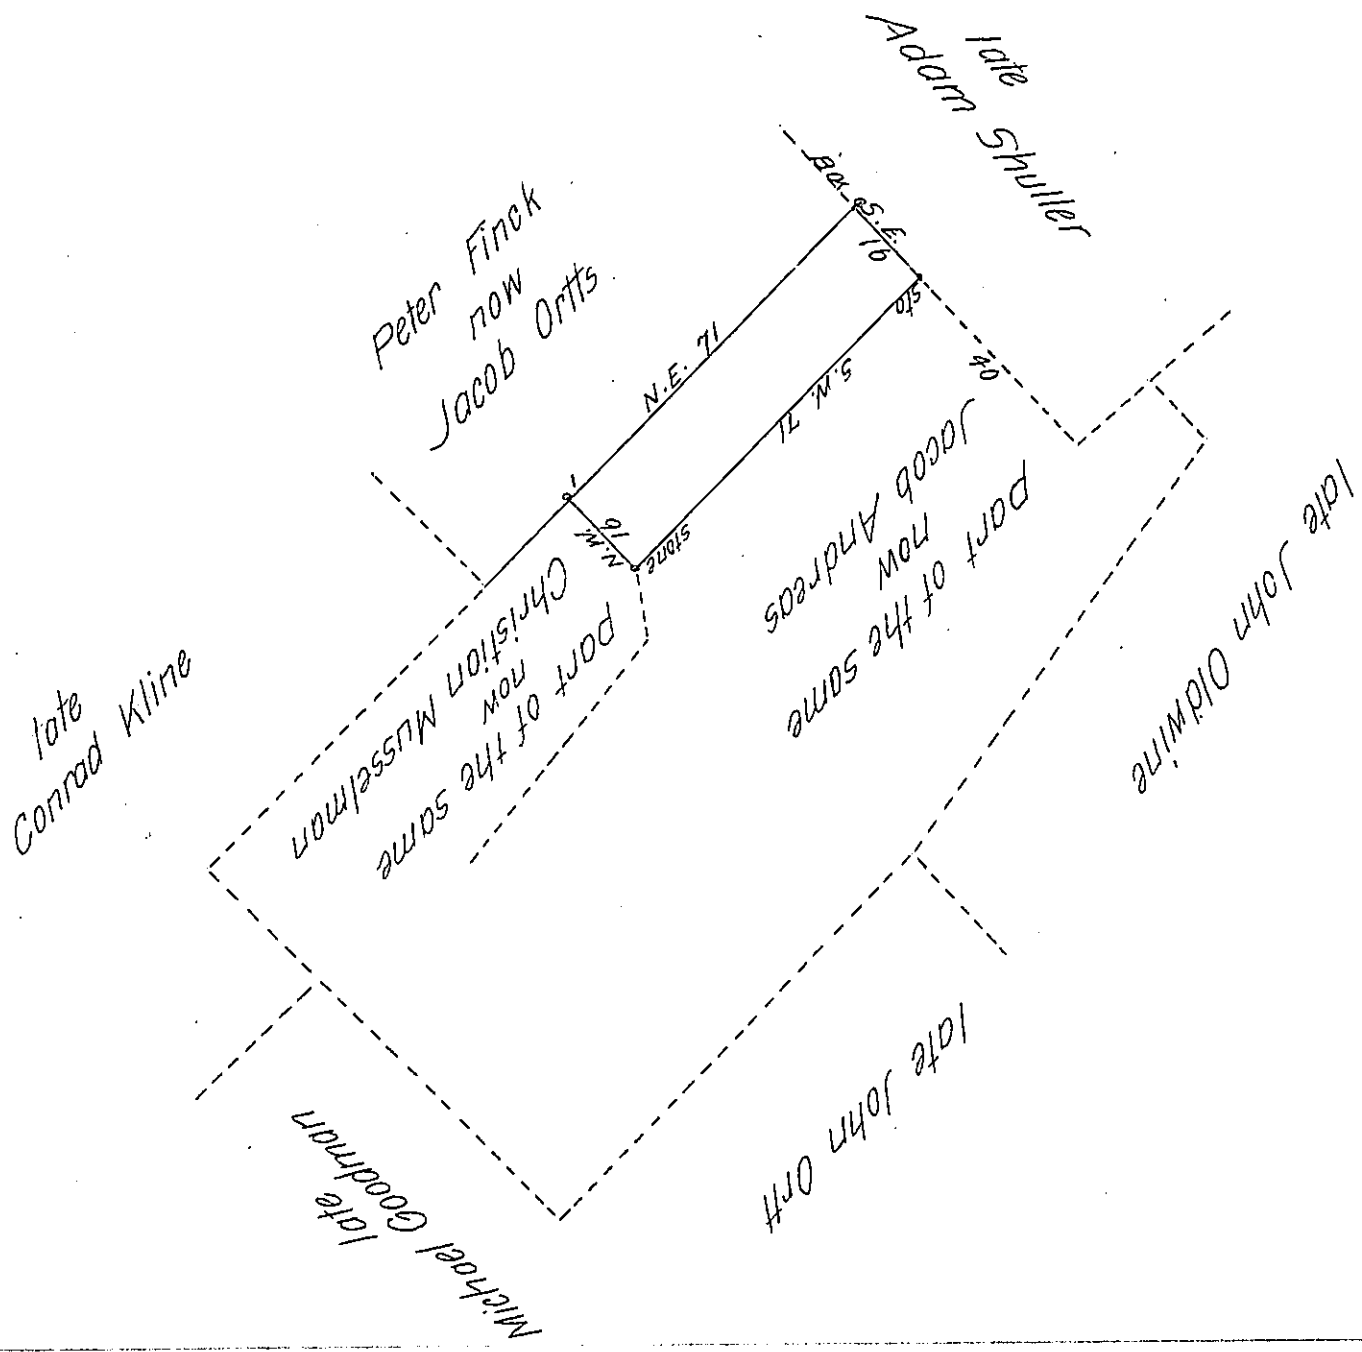 late
Adam Shuller
Peter Finck
now
Jacob Ortts
S.E.
16
sto
N.E. 71
S.W. 71
40
1
N.W.
16
stone
part of the same
now
Jacob Andreas
part of the same
now
Christian Musselman
late
Conrad Kline
late John Oldwine
late John Ortt
late
Michael Goodman